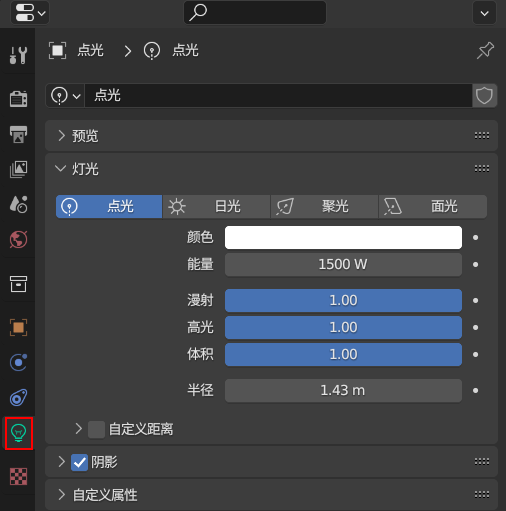 点光 点光
点光
预览
灯光
点光 日光 聚光 面光
颜色
能量 1500 W
漫射 1.00
高光 1.00
体积 1.00
半径 1.43 m
自定义距离
阴影
自定义属性